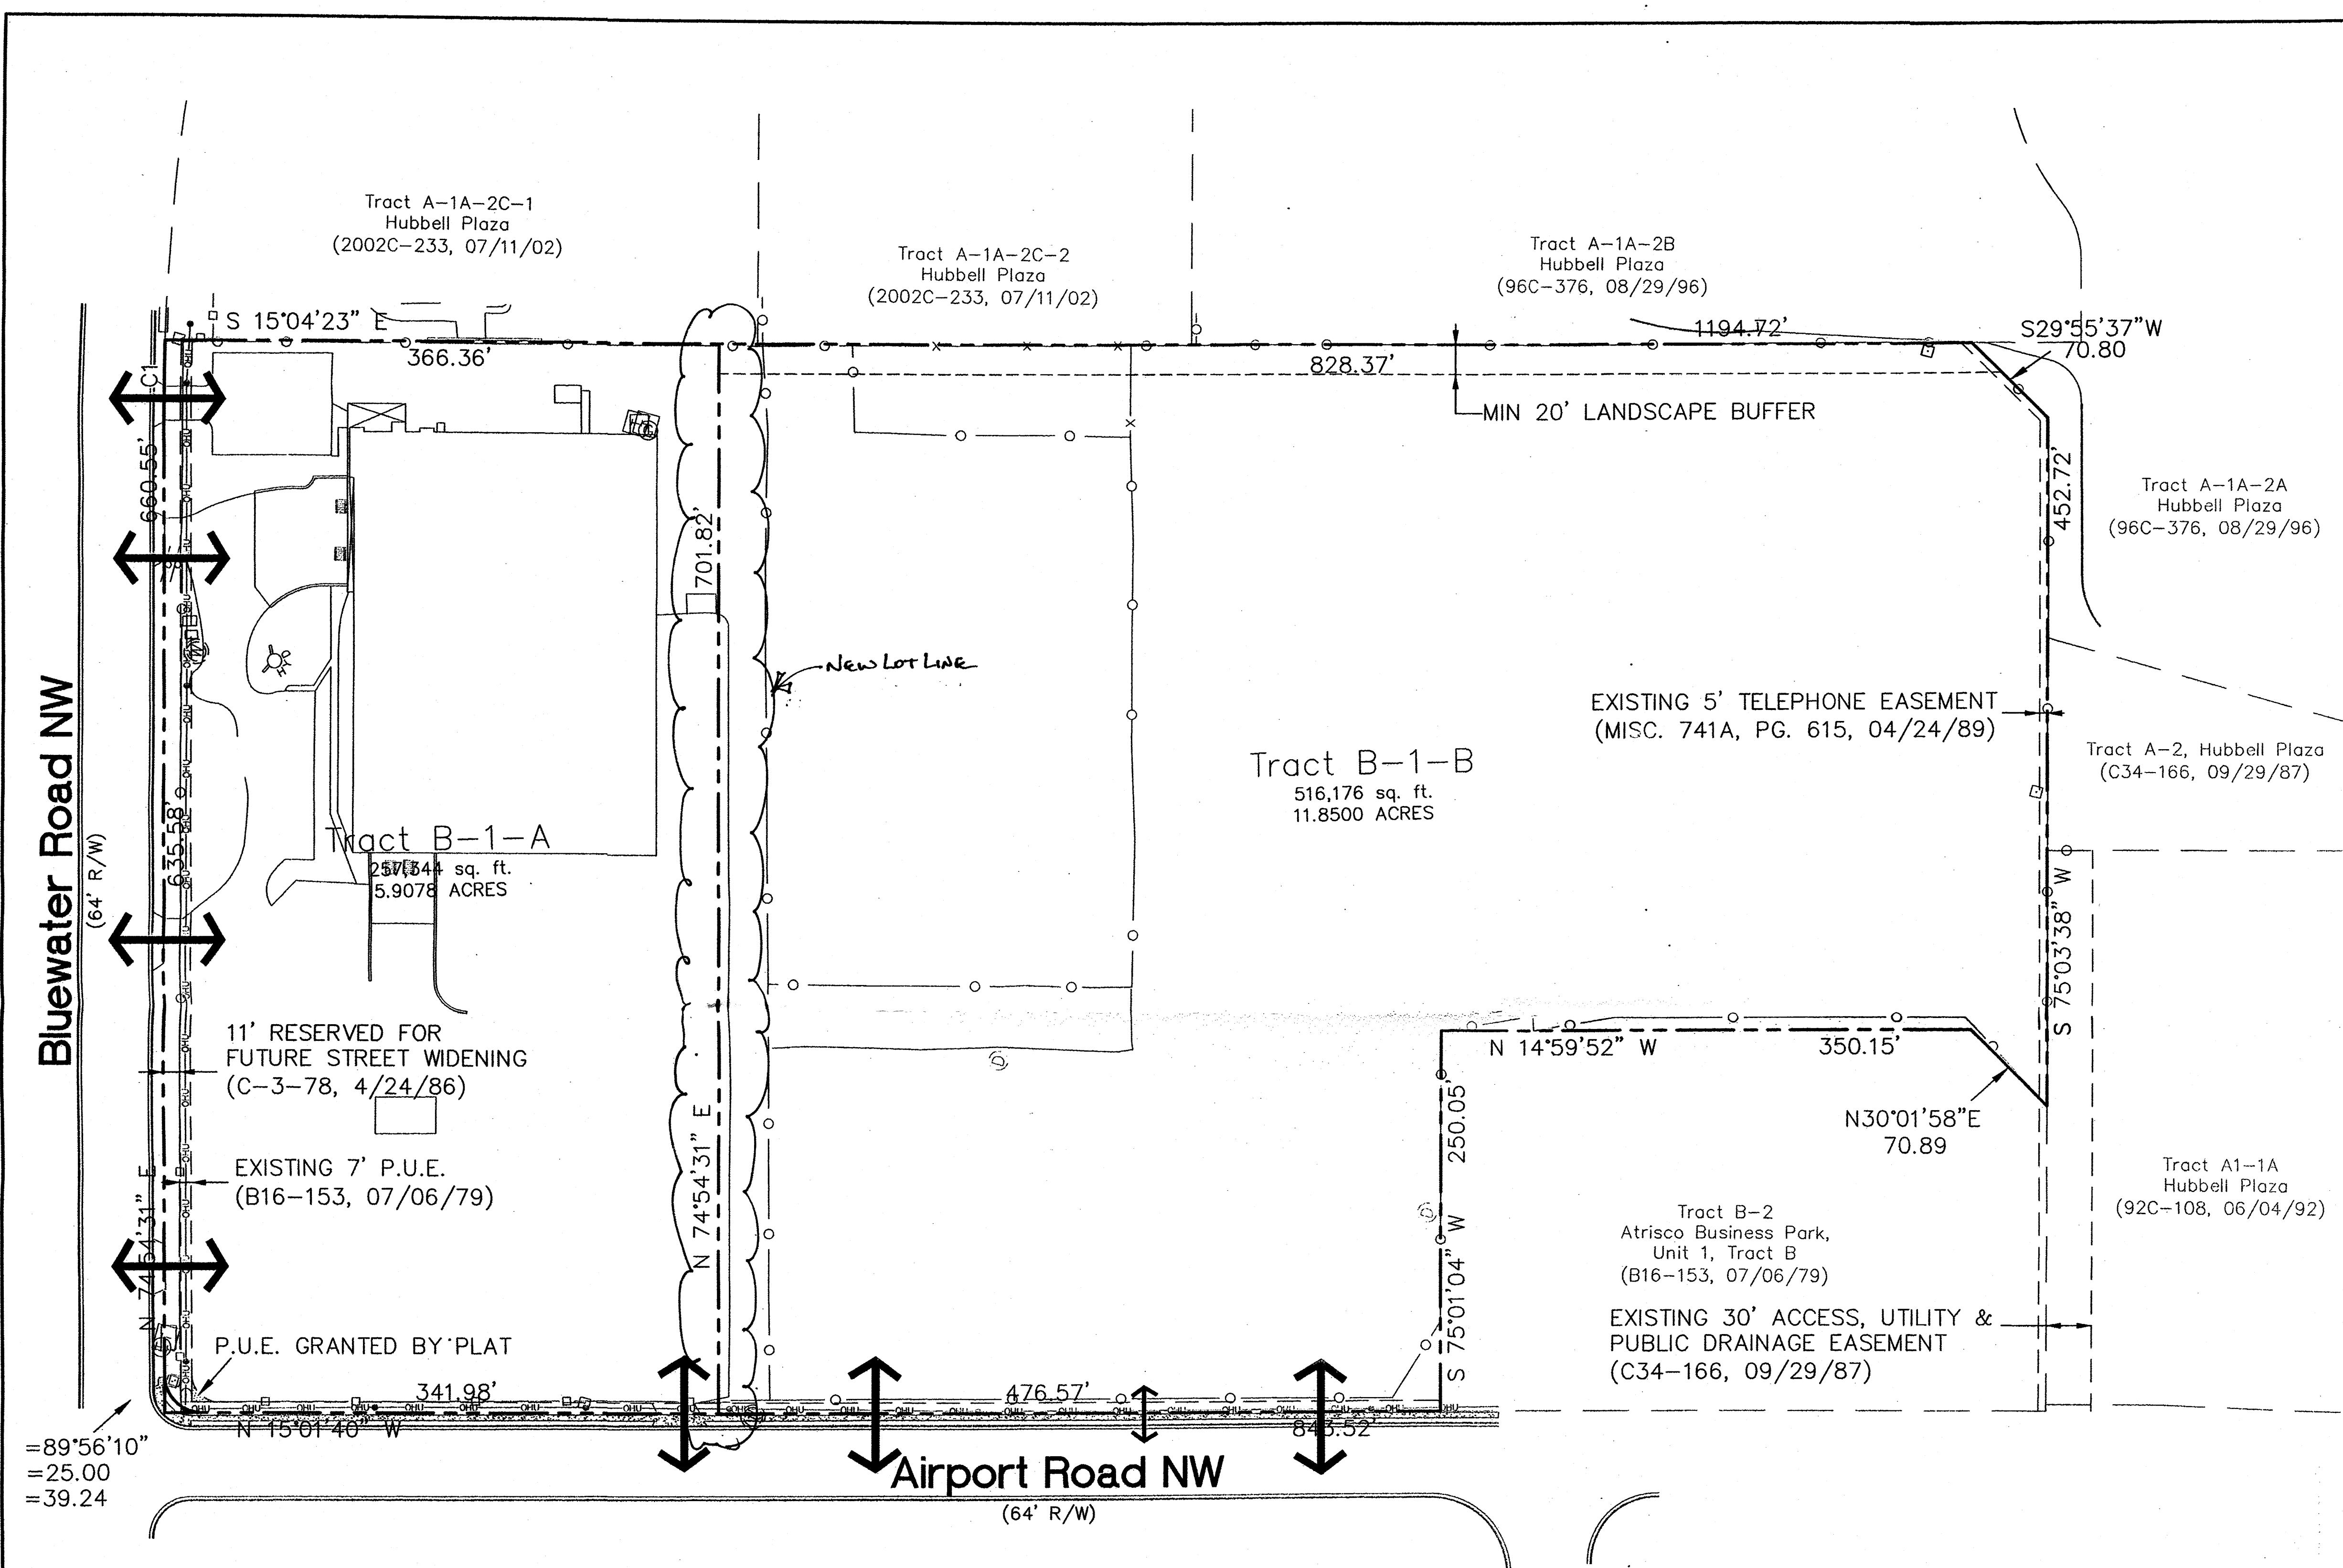 Tract A-1A-2C-1
Hubbell Plaza
(2002C-233, 07/11/02)
Tract A-1A-2C-2
Hubbell Plaza
(2002C-233, 07/11/02)
Tract A-1A-2B
Hubbell Plaza
(96C-376, 08/29/96)
S 15°04'23" E
366.36'
828.37'
1194.72'
S29°55'37"W
70.80
MIN 20' LANDSCAPE BUFFER
C1
660.55'
452.72'
Tract A-1A-2A
Hubbell Plaza
(96C-376, 08/29/96)
701.82'
NEW LOT LINE
EXISTING 5' TELEPHONE EASEMENT
(MISC. 741A, PG. 615, 04/24/89)
Tract A-2, Hubbell Plaza
(C34-166, 09/29/87)
Tract B-1-B
516,176 sq. ft.
11.8500 ACRES
Bluewater Road NW
(64' R/W)
635.58'
Tract B-1-A
257,344 sq. ft.
5.9078 ACRES
S 75°03'38" W
11' RESERVED FOR
FUTURE STREET WIDENING
(C-3-78, 4/24/86)
N 14°59'52" W
350.15'
250.05'
N30°01'58"E
70.89
N 74°54'31" E
EXISTING 7' P.U.E.
(B16-153, 07/06/79)
N 74°54'31" E
S 75°01'04" W
Tract A1-1A
Hubbell Plaza
(92C-108, 06/04/92)
Tract B-2
Atrisco Business Park,
Unit 1, Tract B
(B16-153, 07/06/79)
EXISTING 30' ACCESS, UTILITY &
PUBLIC DRAINAGE EASEMENT
(C34-166, 09/29/87)
P.U.E. GRANTED BY PLAT
341.98'
476.57'
N 15°01'40" W
843.52'
=89°56'10"
=25.00
=39.24
Airport Road NW
(64' R/W)